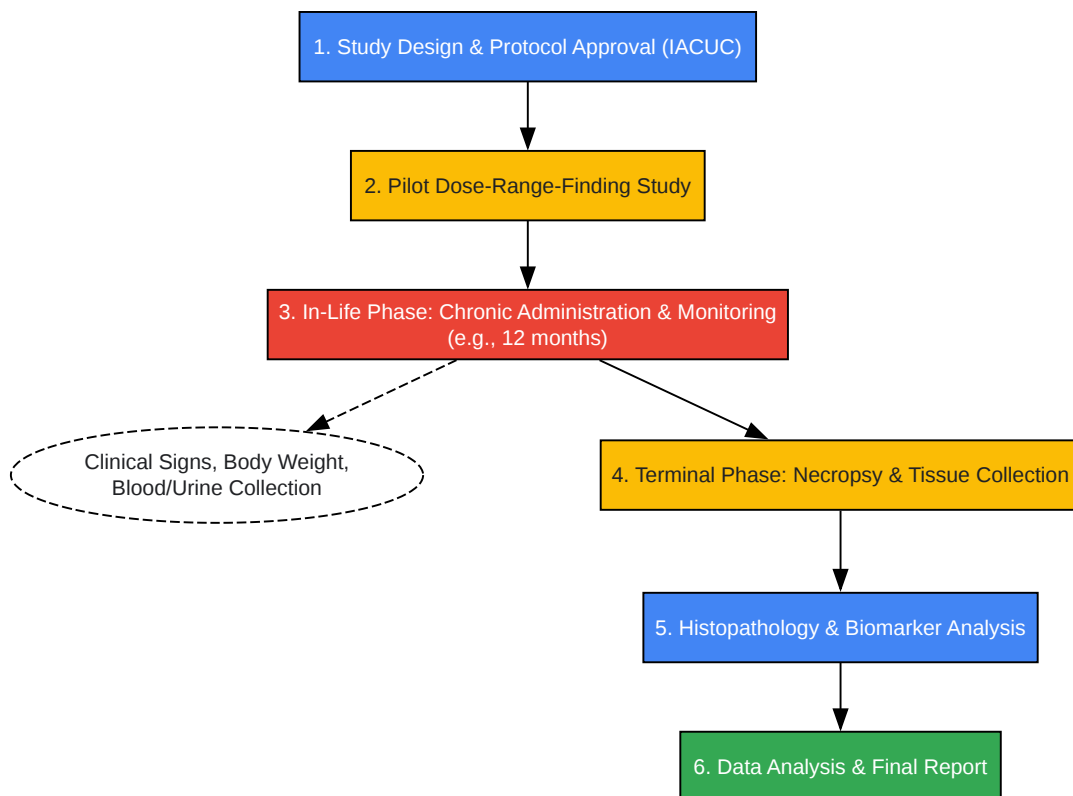 1. Study Design & Protocol Approval (IACUC)
2. Pilot Dose-Range-Finding Study
3. In-Life Phase: Chronic Administration & Monitoring
(e.g., 12 months)
Clinical Signs, Body Weight,
Blood/Urine Collection
4. Terminal Phase: Necropsy & Tissue Collection
5. Histopathology & Biomarker Analysis
6. Data Analysis & Final Report